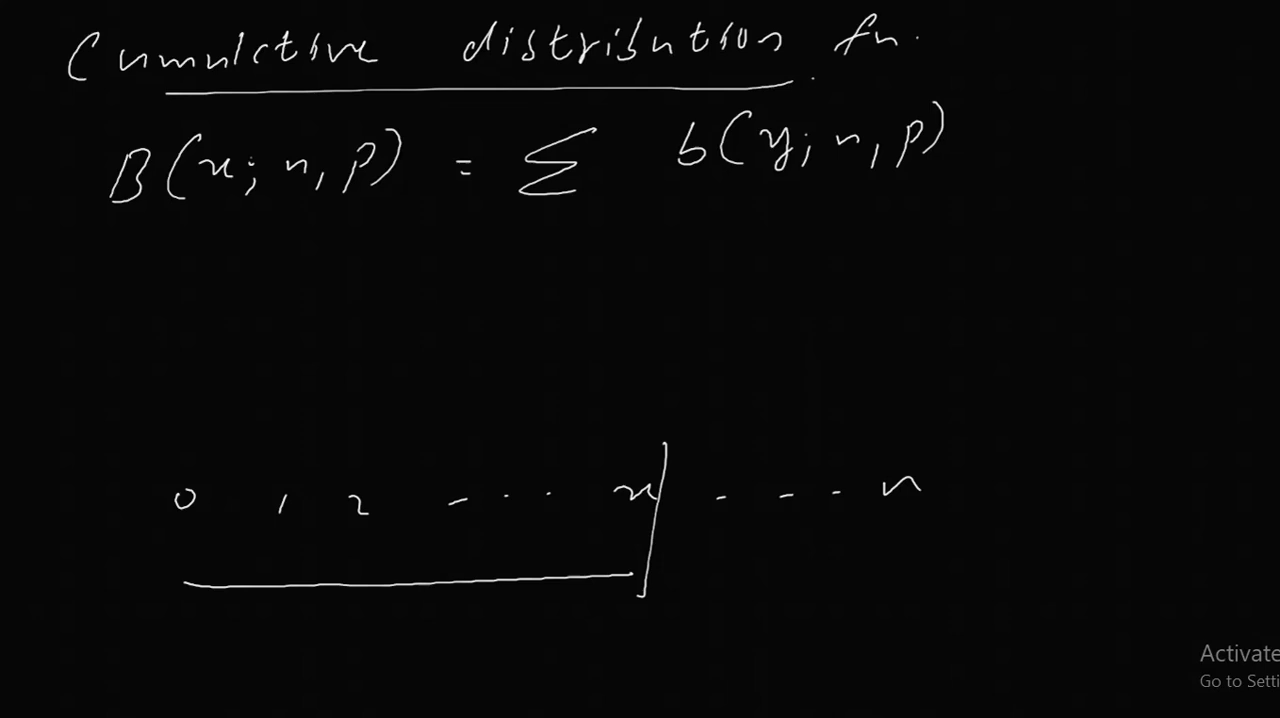 Cumulative distribution fn.
B(x; n, p) = ∑ b(y; n, p)
0 1 2 - . . x - - - n
Activate
Go to Setti